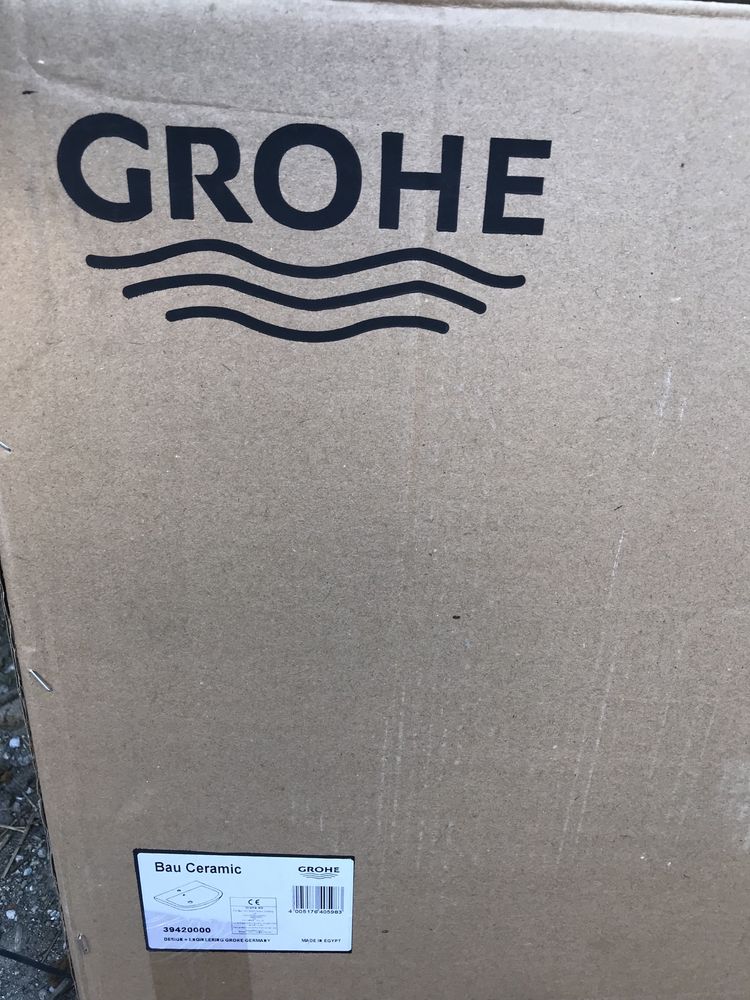 GROHE
Bau Ceramic
GROHE
CE
4 005176 405983
39420000
DESIGN + ENGINEERING GROHE GERMANY
MADE IN EGYPT